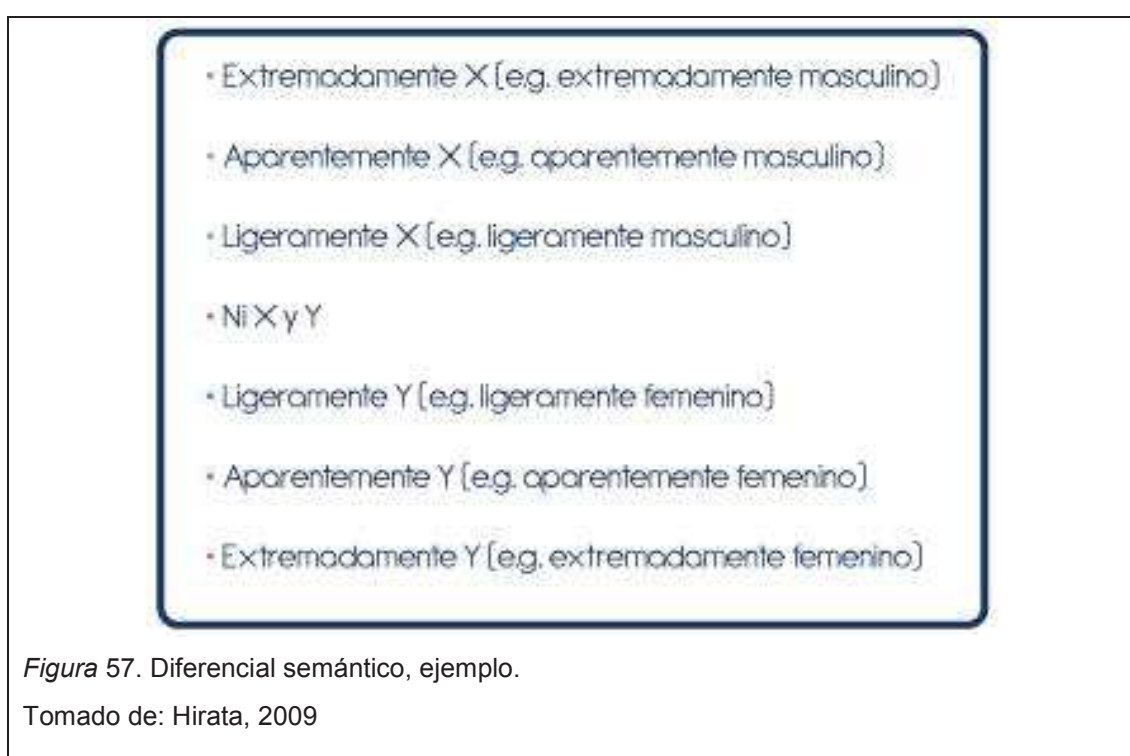 • Extremadamente X (e.g. extremadamente masculino)
• Aparentemente X (e.g. aparentemente masculino)
• Ligeramente X (e.g. ligeramente masculino)
• Ni X y Y
• Ligeramente Y (e.g. ligeramente femenino)
• Aparentemente Y (e.g. aparentemente femenino)
• Extremadamente Y (e.g. extremadamente femenino)
Figura 57. Diferencial semántico, ejemplo.
Tomado de: Hirata, 2009